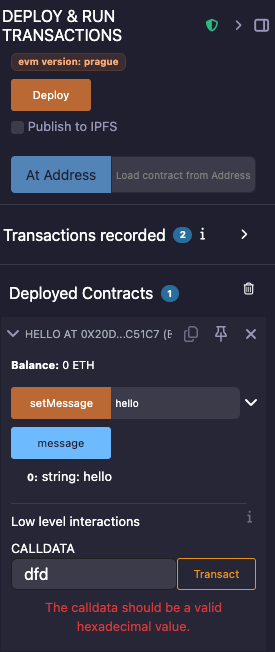 DEPLOY & RUN
TRANSACTIONS
evm version: prague
Deploy
Publish to IPFS
At Address
Load contract from Address
Transactions recorded 2 i
Deployed Contracts 1
HELLO AT 0X20D...C51C7 (E
Balance: 0 ETH
setMessage hello
message
0: string: hello
Low level interactions i
CALLDATA
dfd Transact
The calldata should be a valid
hexadecimal value.